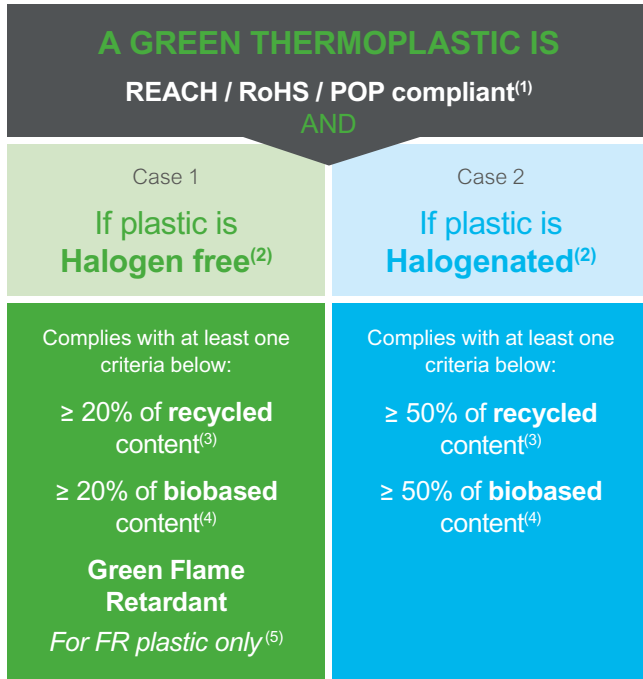 A GREEN THERMOPLASTIC IS
REACH / RoHS / POP compliant(1)
AND
Case 1
If plastic is
Halogen free(2)
Complies with at least one
criteria below:
≥ 20% of recycled
content(3)
≥ 20% of biobased
content(4)
Green Flame
Retardant
For FR plastic only(5)
Case 2
If plastic is
Halogenated(2)
Complies with at least one
criteria below:
≥ 50% of recycled
content(3)
≥ 50% of biobased
content(4)